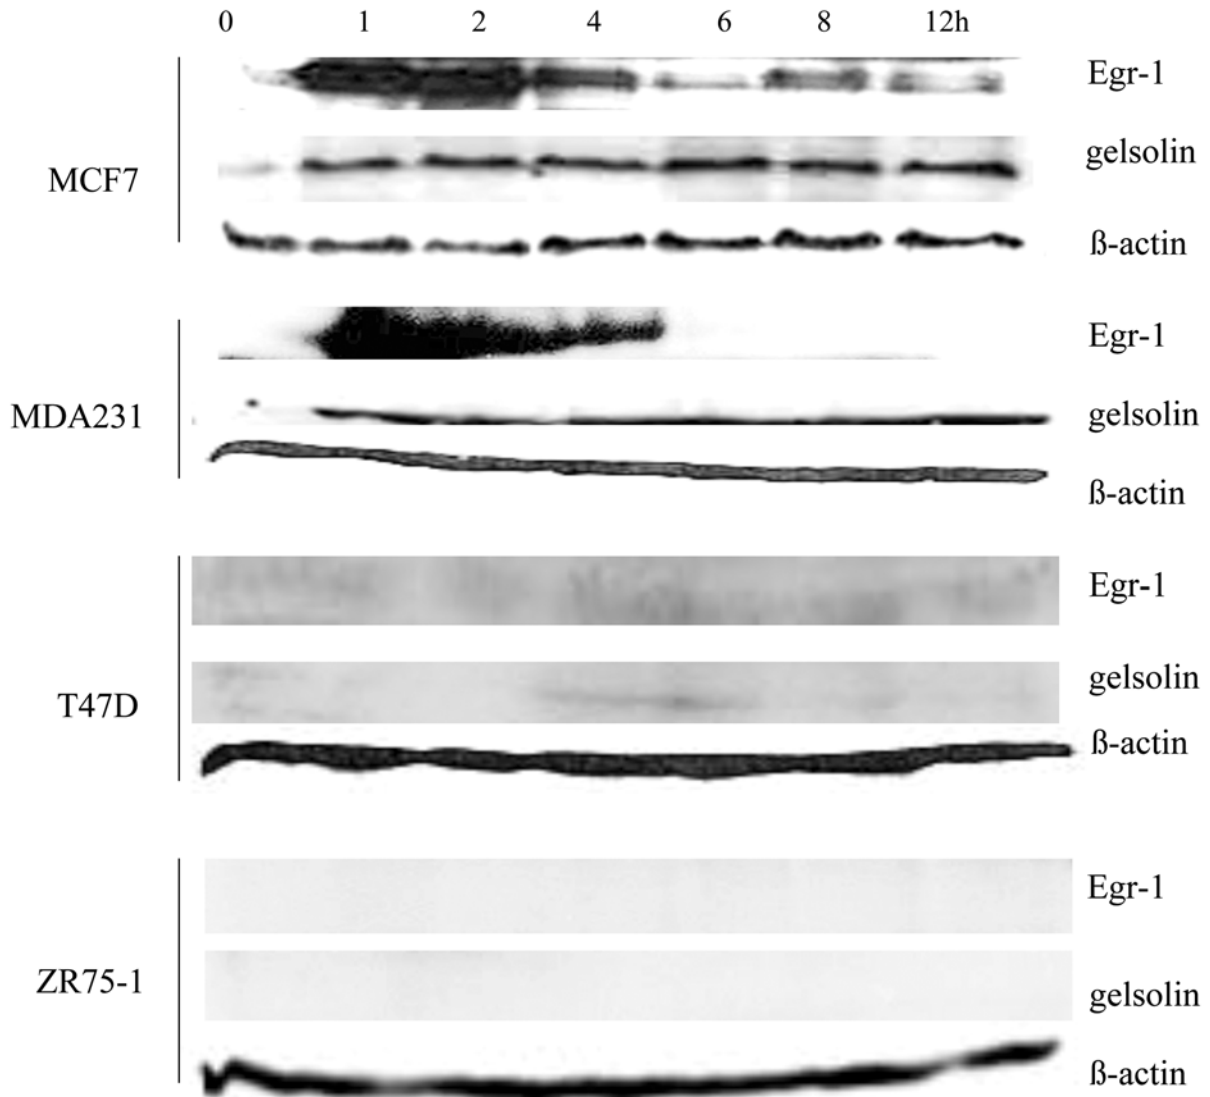 0 1 2 4 6 8 12h
Egr-1
gelsolin
MCF7
ß-actin
Egr-1
MDA231
gelsolin
ß-actin
Egr-1
gelsolin
T47D
ß-actin
Egr-1
ZR75-1
gelsolin
ß-actin